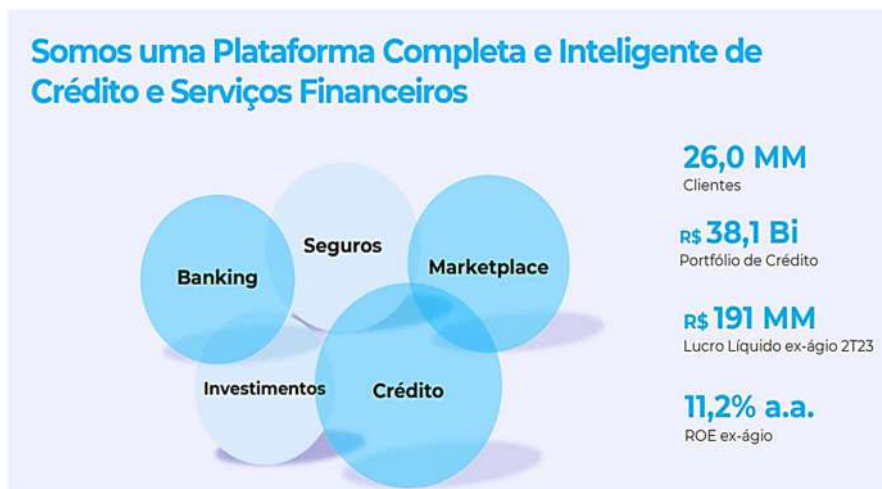 Somos uma Plataforma Completa e Inteligente de
Crédito e Serviços Financeiros
Banking
Seguros
Marketplace
Investimentos
Crédito
26,0 MM
Clientes
R$ 38,1 Bi
Portfólio de Crédito
R$ 191 MM
Lucro Líquido ex-ágio 2T23
11,2% a.a.
ROE ex-ágio